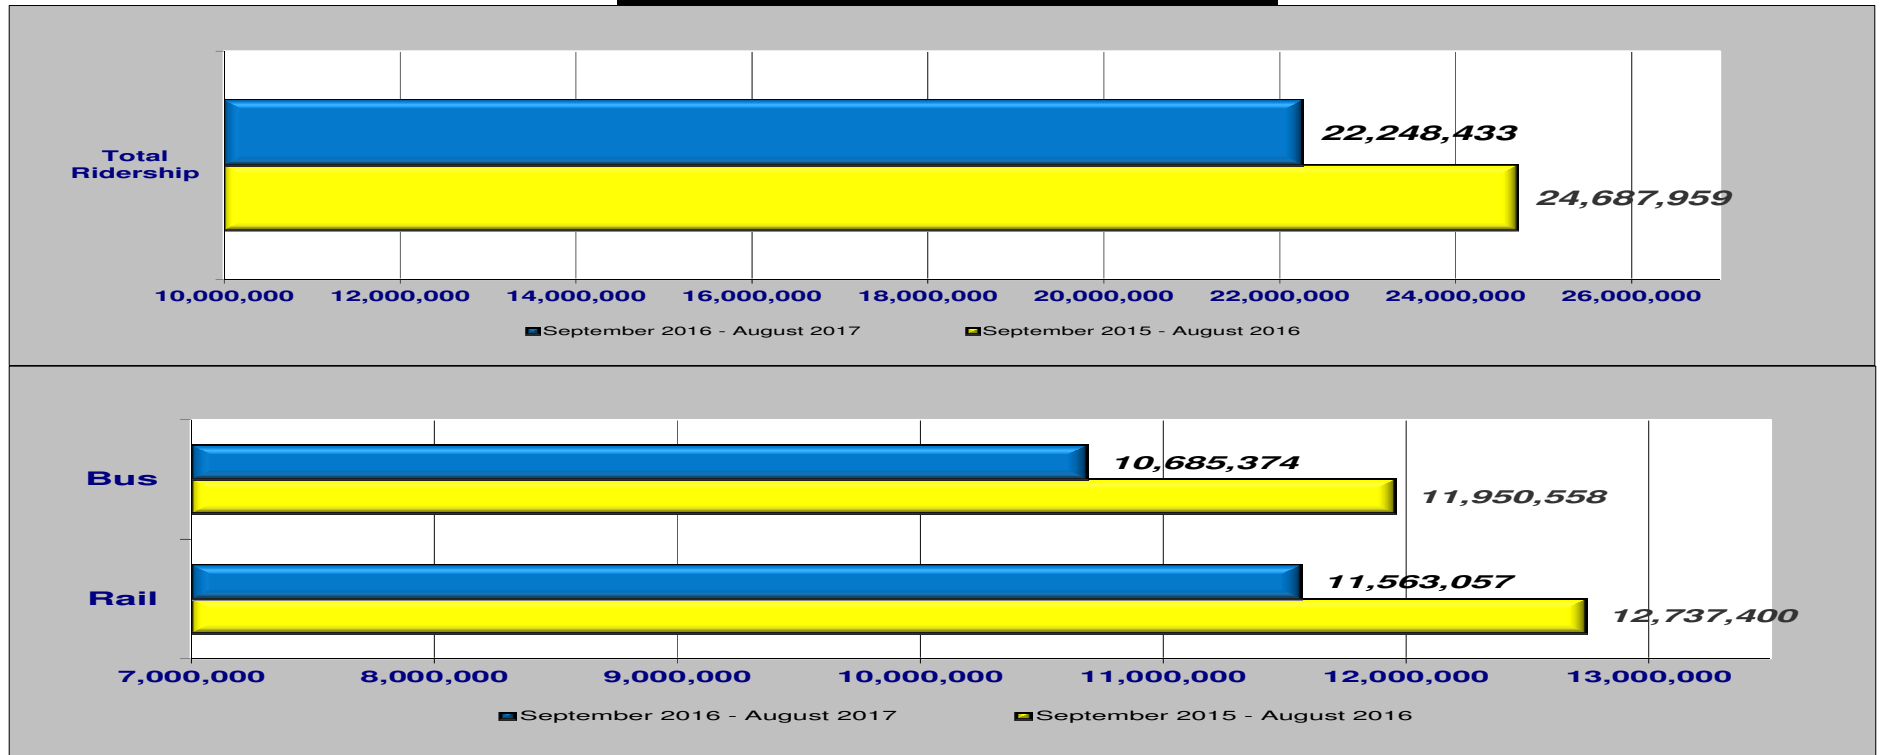 22,248,433
Total
Ridership
24,687,959
10,000,000 12,000,000 14,000,000 16,000,000 18,000,000 20,000,000 22,000,000 24,000,000 26,000,000
September 2016 - August 2017 September 2015 - August 2016
10,685,374
Bus
11,950,558
11,563,057
Rail
12,737,400
7,000,000 8,000,000 9,000,000 10,000,000 11,000,000 12,000,000 13,000,000
September 2016 - August 2017 September 2015 - August 2016